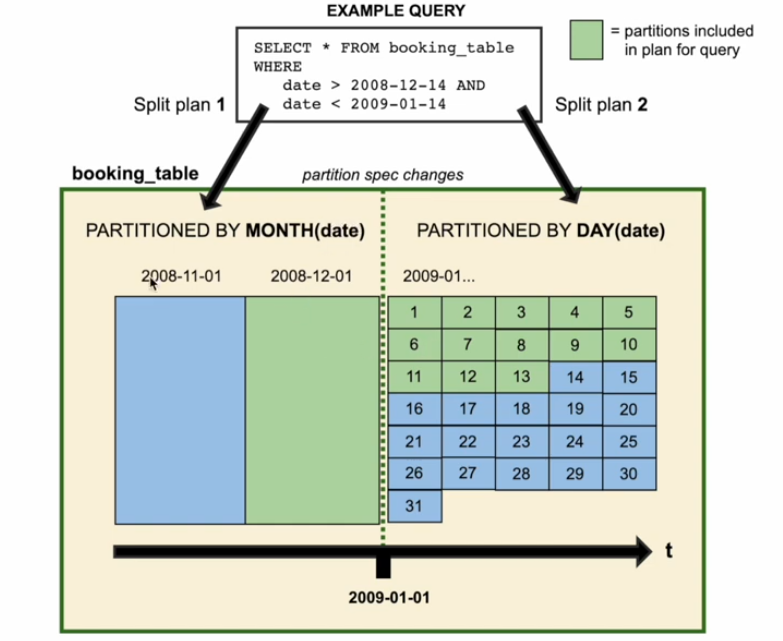 EXAMPLE QUERY
SELECT * FROM booking_table
WHERE
date > 2008-12-14 AND
date < 2009-01-14
= partitions included
in plan for query
Split plan 1
Split plan 2
booking_table
partition spec changes
PARTITIONED BY MONTH(date)
PARTITIONED BY DAY(date)
2008-11-01
2008-12-01
2009-01...
1 2 3 4 5
6 7 8 9 10
11 12 13 14 15
16 17 18 19 20
21 22 23 24 25
26 27 28 29 30
31
t
2009-01-01